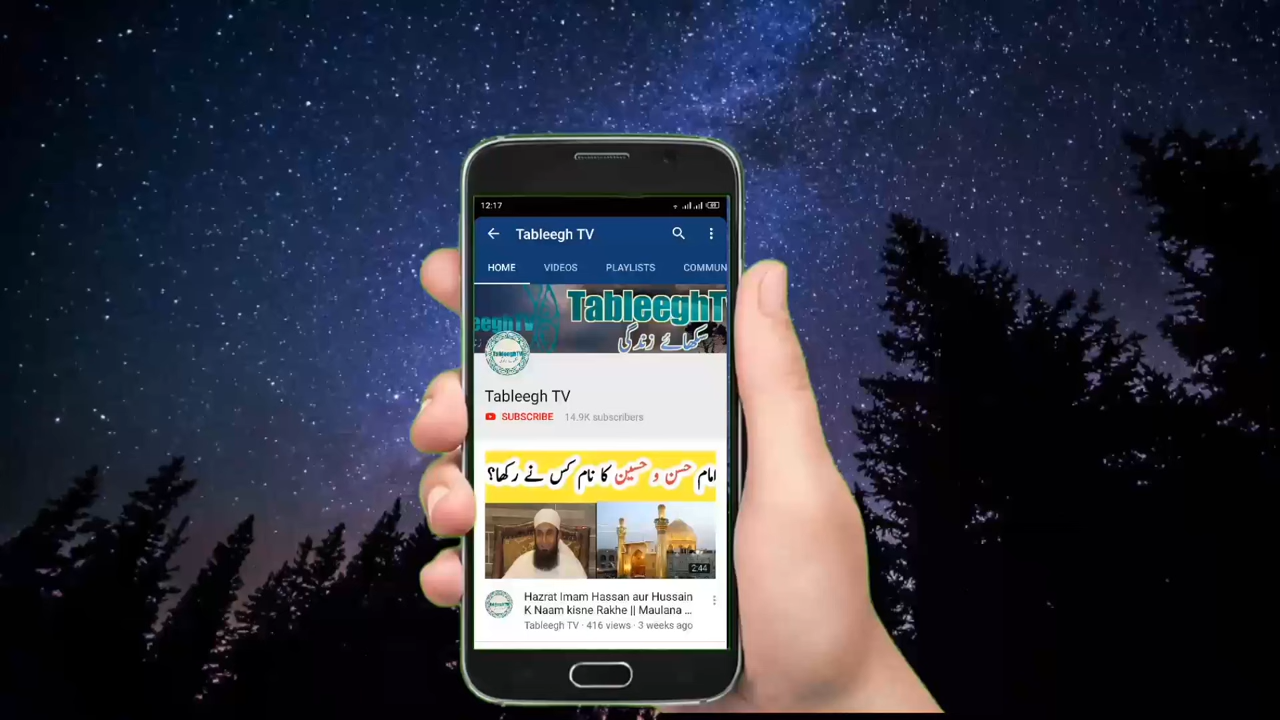 12:17
Tableegh TV
HOME VIDEOS PLAYLISTS COMMUN
TableeghT
سکھائے زندگی
Tableegh TV
SUBSCRIBE 14.9K subscribers
امام حسن و حسین کا نام کس نے رکھا؟
2:44
Hazrat Imam Hassan aur Hussain
K Naam kisne Rakhe || Maulana ...
Tableegh TV · 416 views · 3 weeks ago